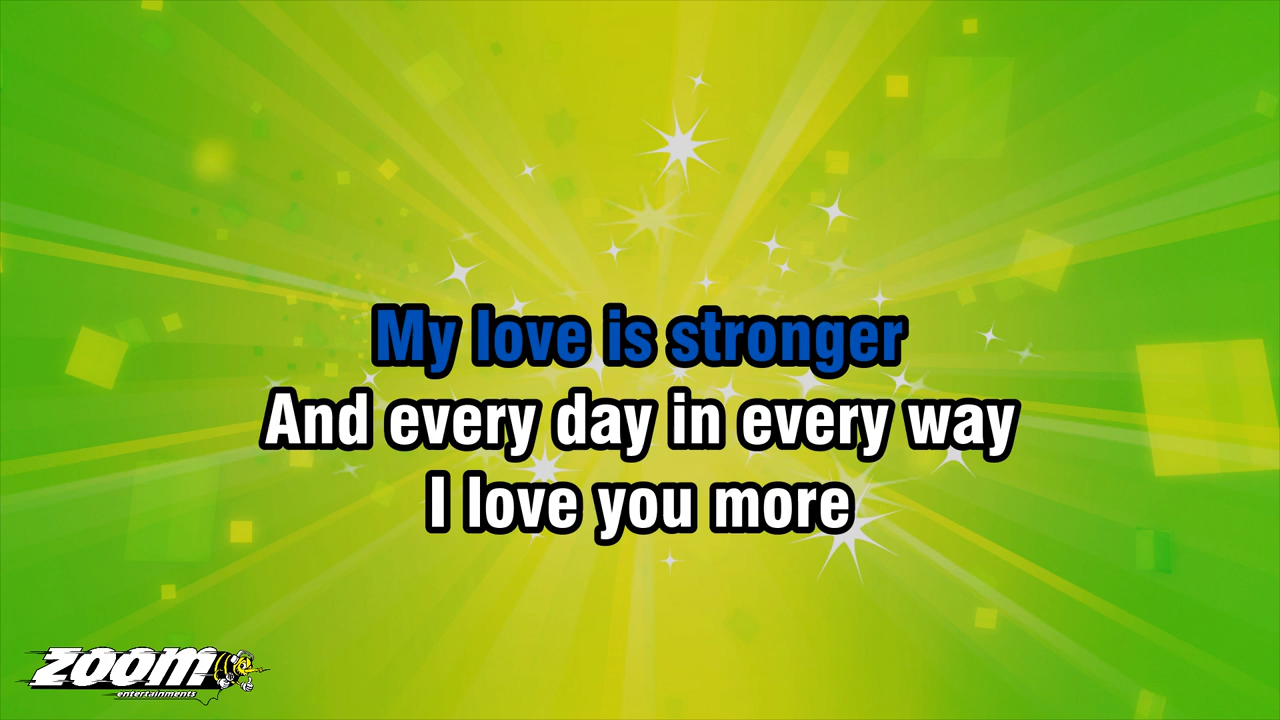 My love is stronger
And every day in every way
I love you more
zoom
entertainments